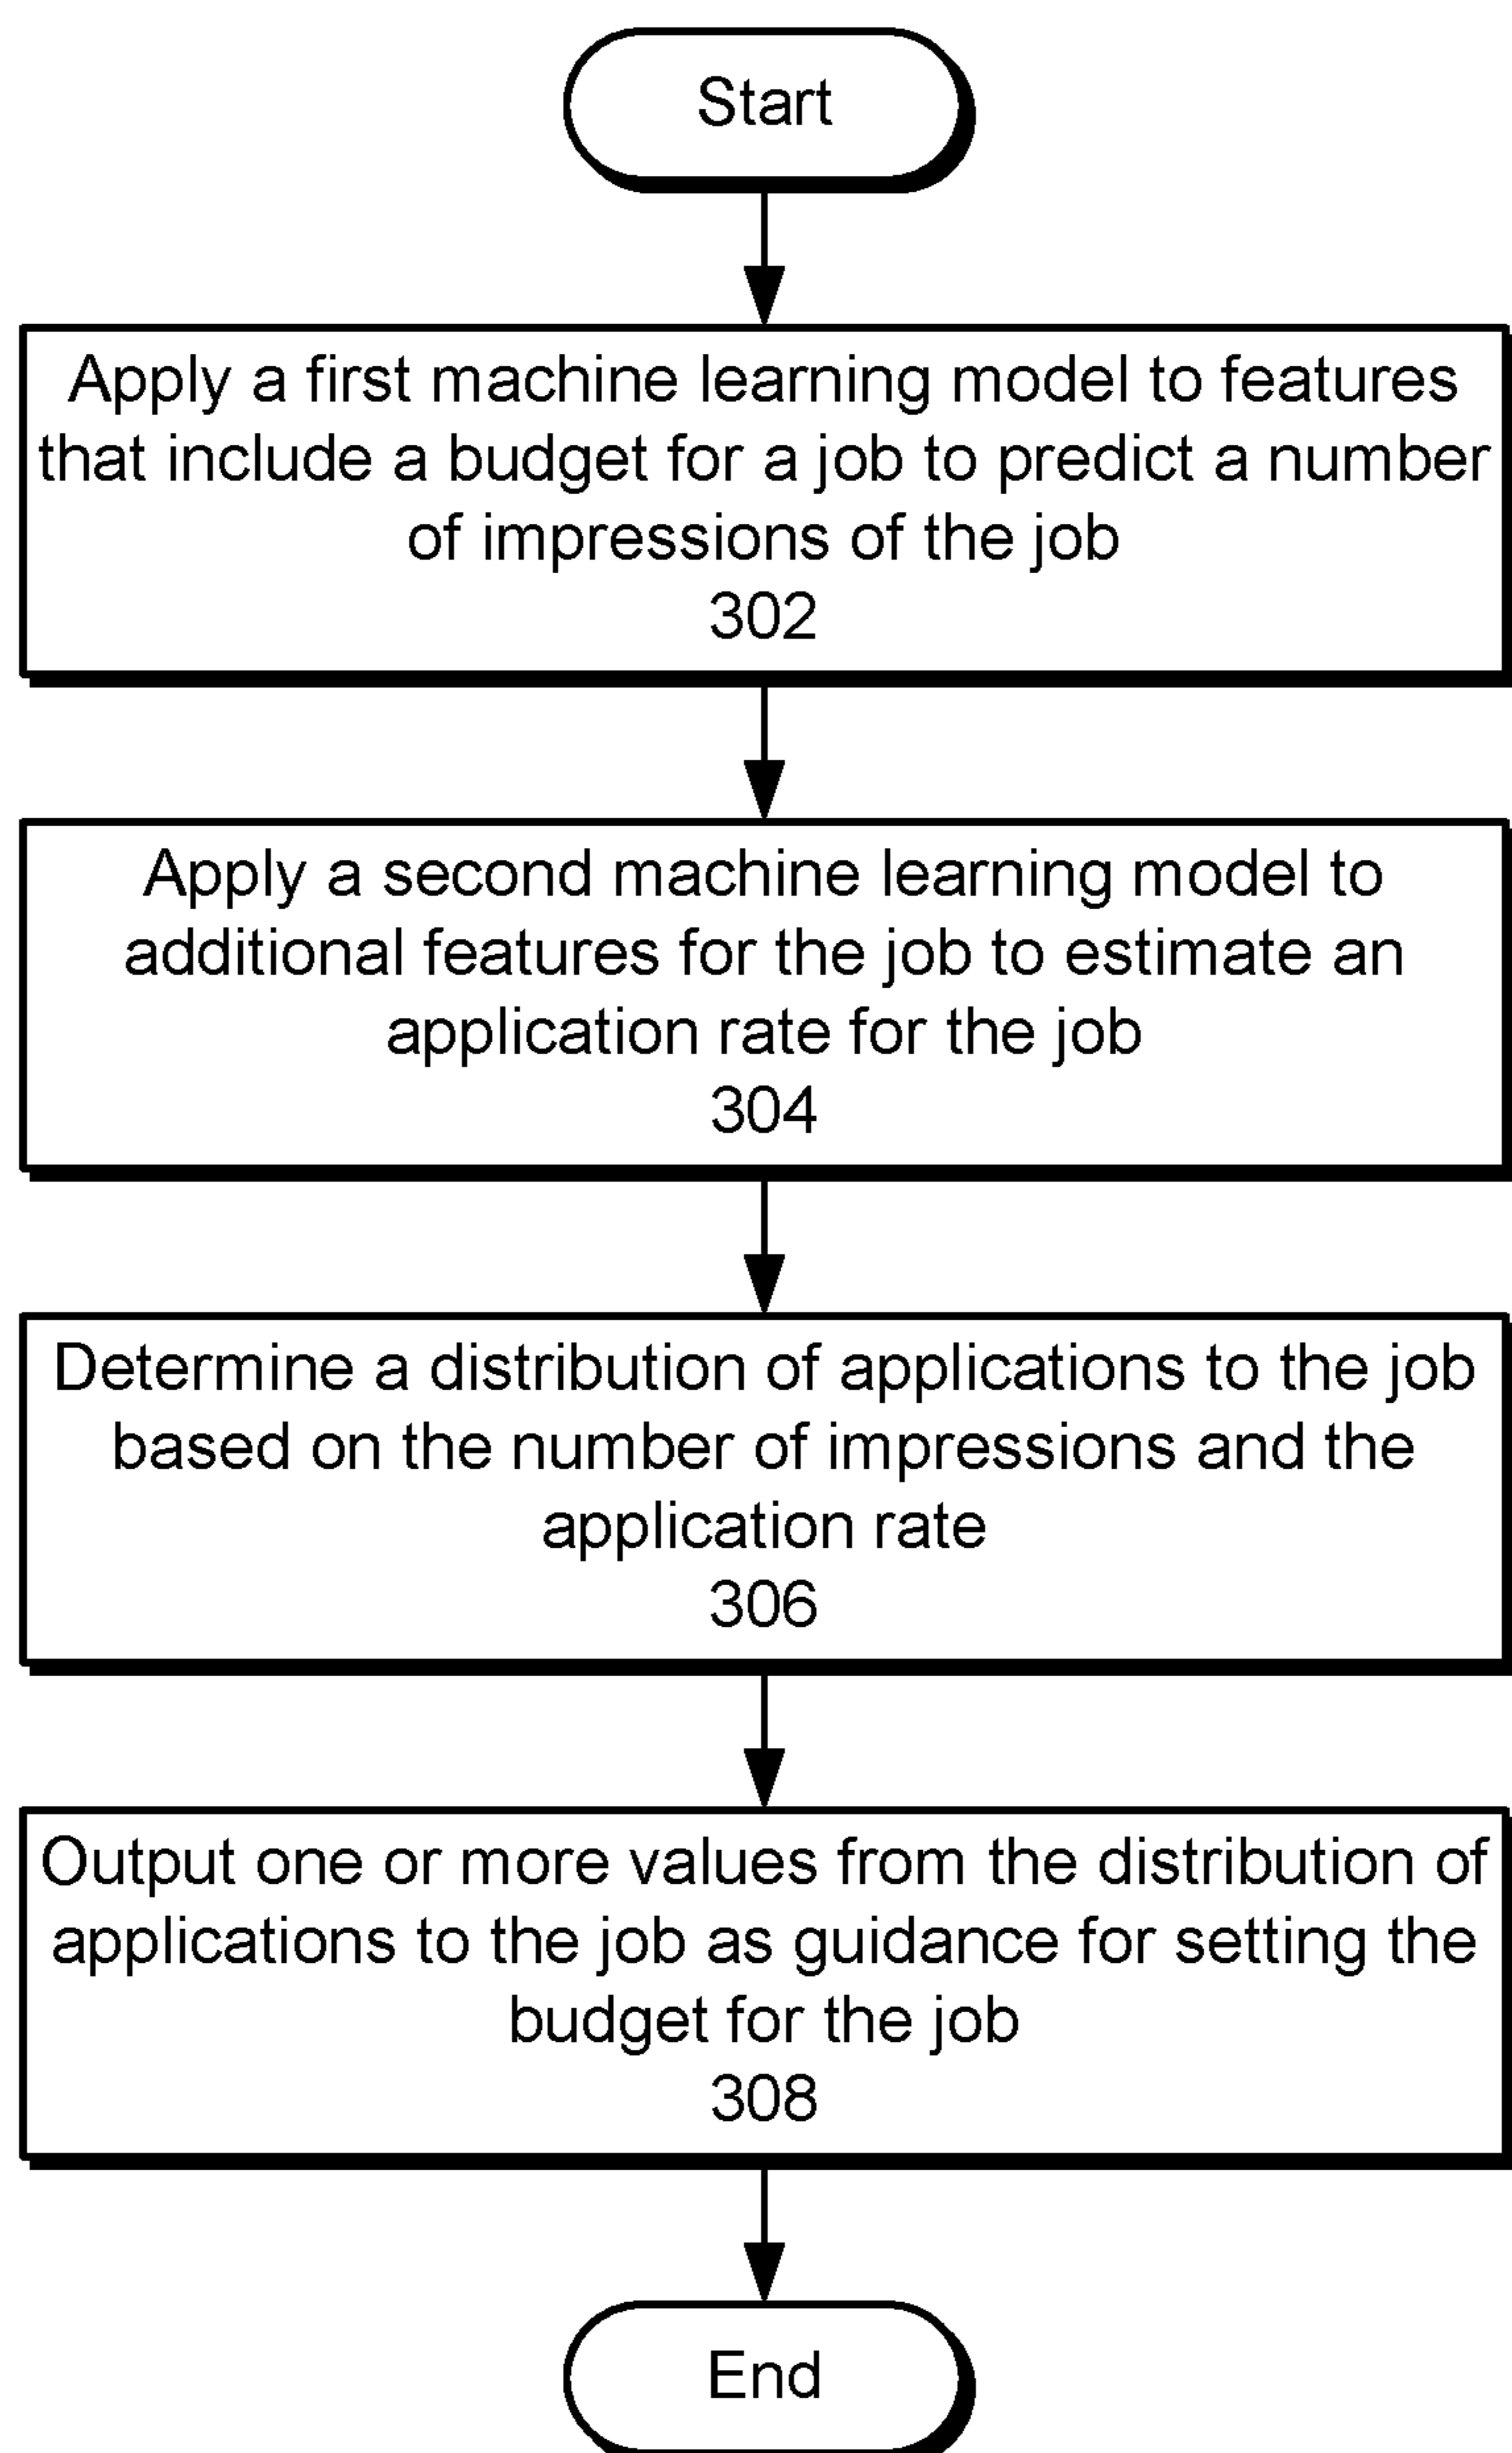 Start
Apply a first machine learning model to features
that include a budget for a job to predict a number
of impressions of the job
302
Apply a second machine learning model to
additional features for the job to estimate an
application rate for the job
304
Determine a distribution of applications to the job
based on the number of impressions and the
application rate
306
Output one or more values from the distribution of
applications to the job as guidance for setting the
budget for the job
308
End